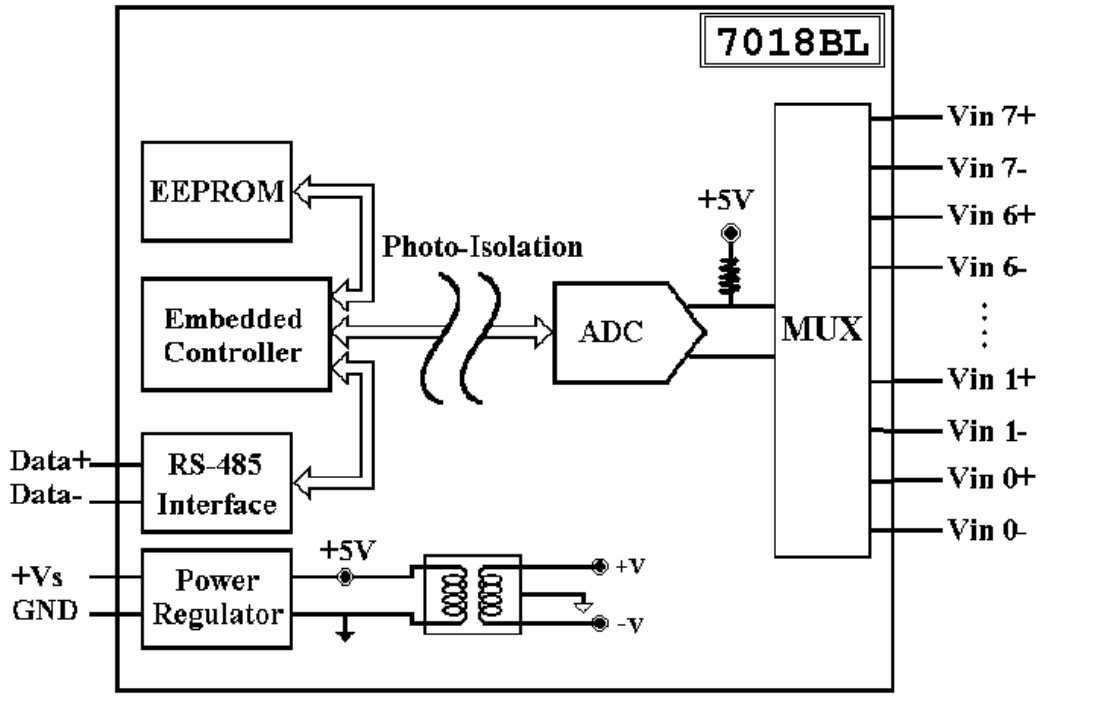 7018BL
Vin 7+
Vin 7-
Vin 6+
Vin 6-
Vin 1+
Vin 1-
Vin 0+
Vin 0-
MUX
+5V
ADC
Photo-Isolation
EEPROM
Embedded
Controller
RS-485
Interface
Data+
Data-
+Vs
GND
Power
Regulator
+5V
+V
-V